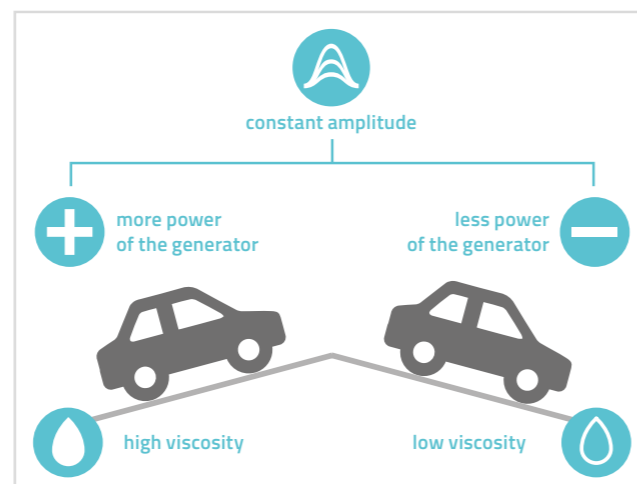 constant amplitude
more power
of the generator
less power
of the generator
high viscosity
low viscosity